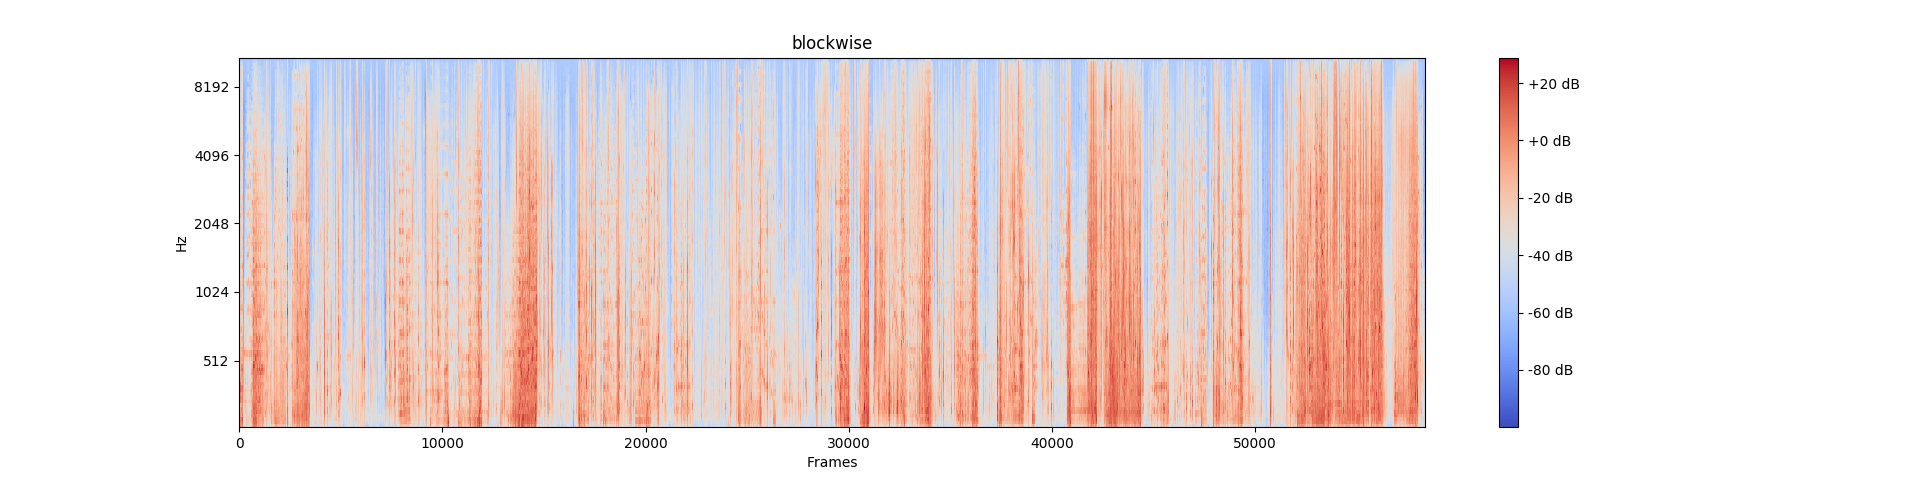 blockwise
8192
4096
2048
1024
512
Hz
0 10000 20000 30000 40000 50000
Frames
+20 dB
+0 dB
-20 dB
-40 dB
-60 dB
-80 dB